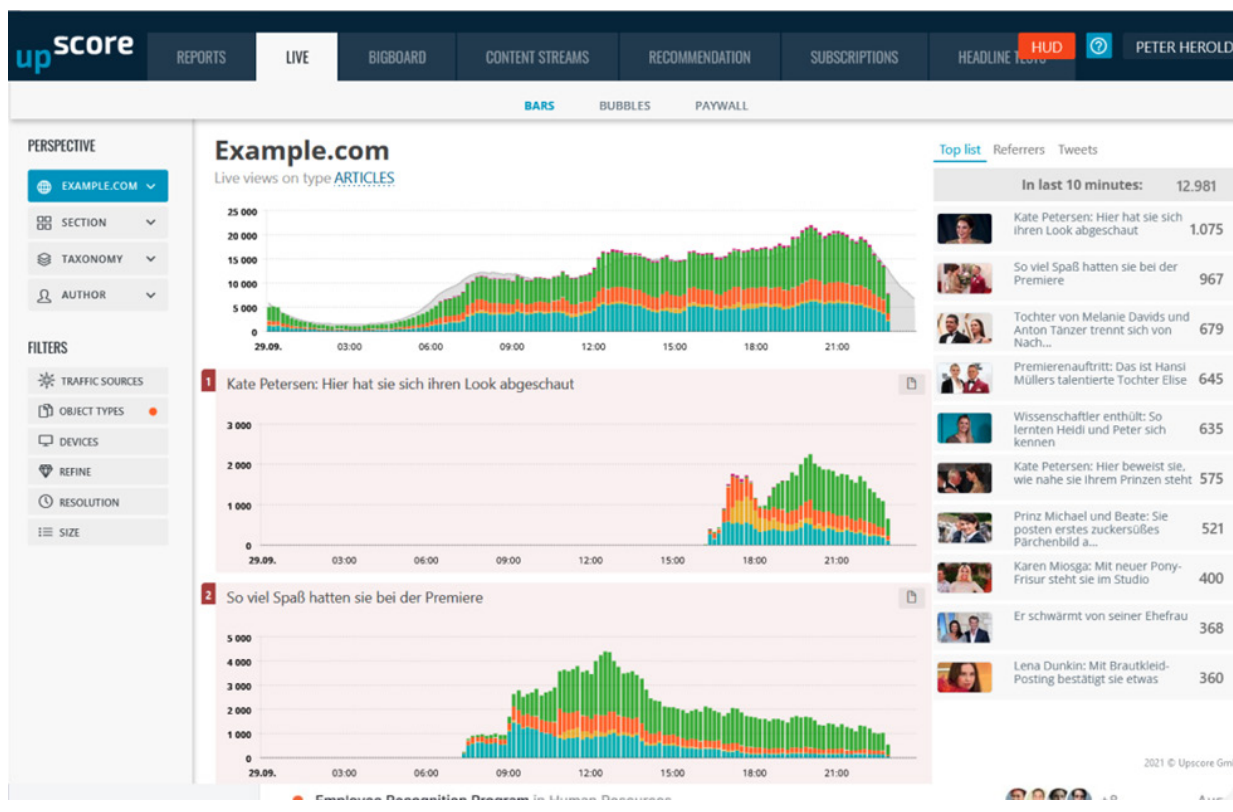 upscore
REPORTS
LIVE
BIGBOARD
CONTENT STREAMS
RECOMMENDATION
SUBSCRIPTIONS
HEADLINE
HUD
?
PETER HEROLD
BARS
BUBBLES
PAYWALL
PERSPECTIVE
EXAMPLE.COM
SECTION
TAXONOMY
AUTHOR
FILTERS
TRAFFIC SOURCES
OBJECT TYPES
DEVICES
REFINE
RESOLUTION
SIZE
Example.com
Live views on type ARTICLES
25 000
20 000
15 000
10 000
5 000
0
29.09. 03:00 06:00 09:00 12:00 15:00 18:00 21:00
1 Kate Petersen: Hier hat sie sich ihren Look abgeschaut
3 000
2 000
1 000
0
29.09. 03:00 06:00 09:00 12:00 15:00 18:00 21:00
2 So viel Spaß hatten sie bei der Premiere
5 000
4 000
3 000
2 000
1 000
0
29.09. 03:00 06:00 09:00 12:00 15:00 18:00 21:00
Top list Referrers Tweets
In last 10 minutes: 12.981
Kate Petersen: Hier hat sie sich
ihren Look abgeschaut 1.075
So viel Spaß hatten sie bei der
Premiere 967
Tochter von Melanie Davids und
Anton Tänzer trennt sich von
Nach... 679
Premierenauftritt: Das ist Hansi
Müllers talentierte Tochter Elise 645
Wissenschaftler enthüllt: So
lernten Heidi und Peter sich
kennen 635
Kate Petersen: Hier beweist sie,
wie nahe sie ihrem Prinzen steht 575
Prinz Michael und Beate: Sie
posten erstes zuckersüßes
Pärchenbild a... 521
Karen Miosga: Mit neuer Pony-
Frisur steht sie im Studio 400
Er schwärmt von seiner Ehefrau 368
Lena Dunkin: Mit Brautkleid-
Posting bestätigt sie etwas 360
2021 © Upscore Gm
Employee Recognition Program in Human Resources
+8